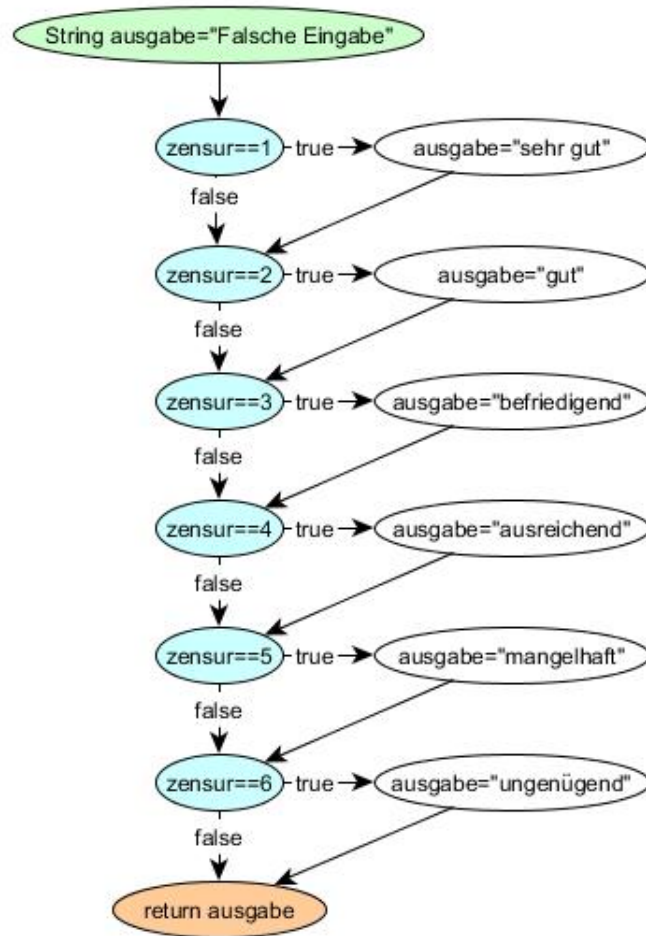 String ausgabe="Falsche Eingabe"
zensur==1 true ausgabe="sehr gut"
false
zensur==2 true ausgabe="gut"
false
zensur==3 true ausgabe="befriedigend"
false
zensur==4 true ausgabe="ausreichend"
false
zensur==5 true ausgabe="mangelhaft"
false
zensur==6 true ausgabe="ungenügend"
false
return ausgabe